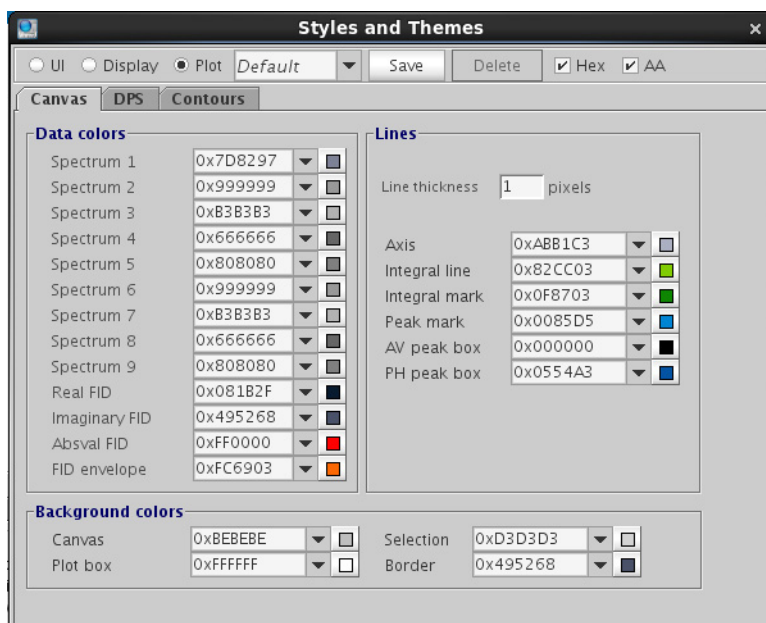 Styles and Themes
UI Display Plot Default Save Delete Hex AA
Canvas DPS Contours
Data colors
Spectrum 1 0x7D8297
Spectrum 2 0x999999
Spectrum 3 0xB3B3B3
Spectrum 4 0x666666
Spectrum 5 0x808080
Spectrum 6 0x999999
Spectrum 7 0xB3B3B3
Spectrum 8 0x666666
Spectrum 9 0x808080
Real FID 0x081B2F
Imaginary FID 0x495268
Absval FID 0xFF0000
FID envelope 0xFC6903
Lines
Line thickness 1 pixels
Axis 0xABB1C3
Integral line 0x82CC03
Integral mark 0x0F8703
Peak mark 0x0085D5
AV peak box 0x000000
PH peak box 0x0554A3
Background colors
Canvas 0xBEBEBE Selection 0xD3D3D3
Plot box 0xFFFFFF Border 0x495268